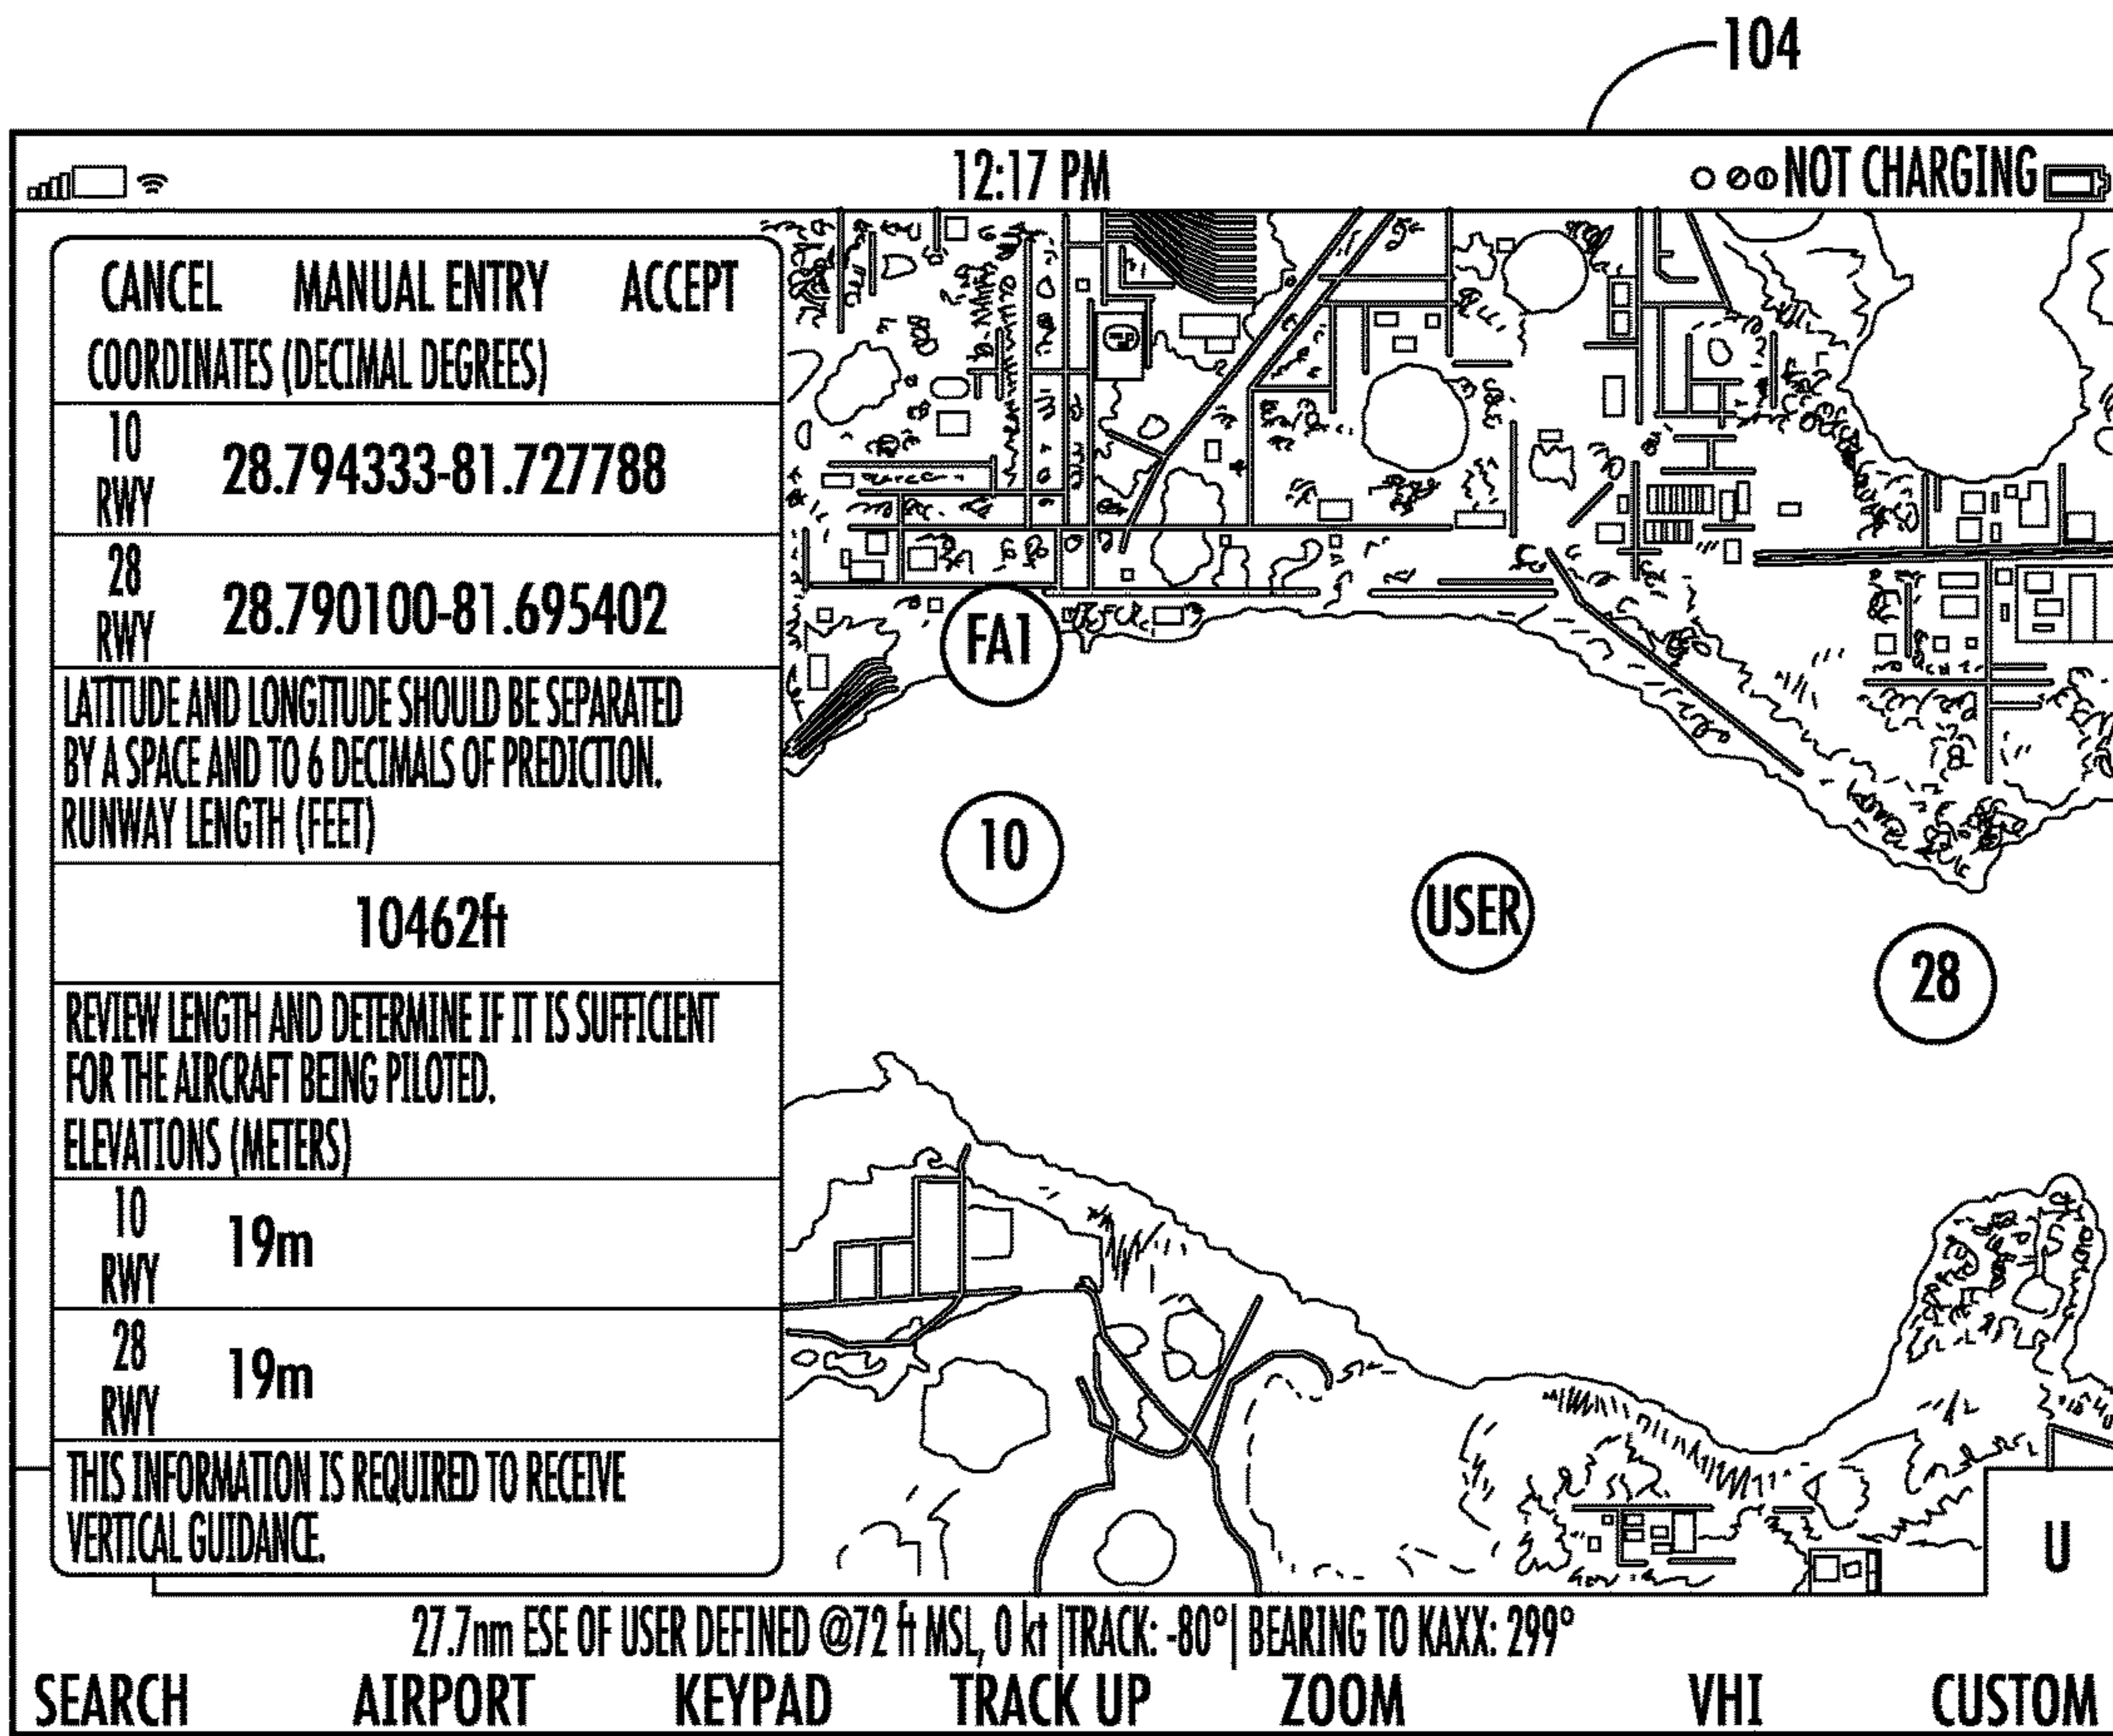 104
12:17 PM
NOT CHARGING
CANCEL MANUAL ENTRY ACCEPT
COORDINATES (DECIMAL DEGREES)
10
RWY
28.794333-81.727788
28
RWY
28.790100-81.695402
LATITUDE AND LONGITUDE SHOULD BE SEPARATED
BY A SPACE AND TO 6 DECIMALS OF PREDICTION.
RUNWAY LENGTH (FEET)
10462ft
REVIEW LENGTH AND DETERMINE IF IT IS SUFFICIENT
FOR THE AIRCRAFT BEING PILOTED.
ELEVATIONS (METERS)
10
RWY
19m
28
RWY
19m
THIS INFORMATION IS REQUIRED TO RECEIVE
VERTICAL GUIDANCE.
FA1
10
USER
28
U
27.7nm ESE OF USER DEFINED @72 ft MSL, 0 kt |TRACK: -80°| BEARING TO KAXX: 299°
SEARCH AIRPORT KEYPAD TRACK UP ZOOM VHI CUSTOM